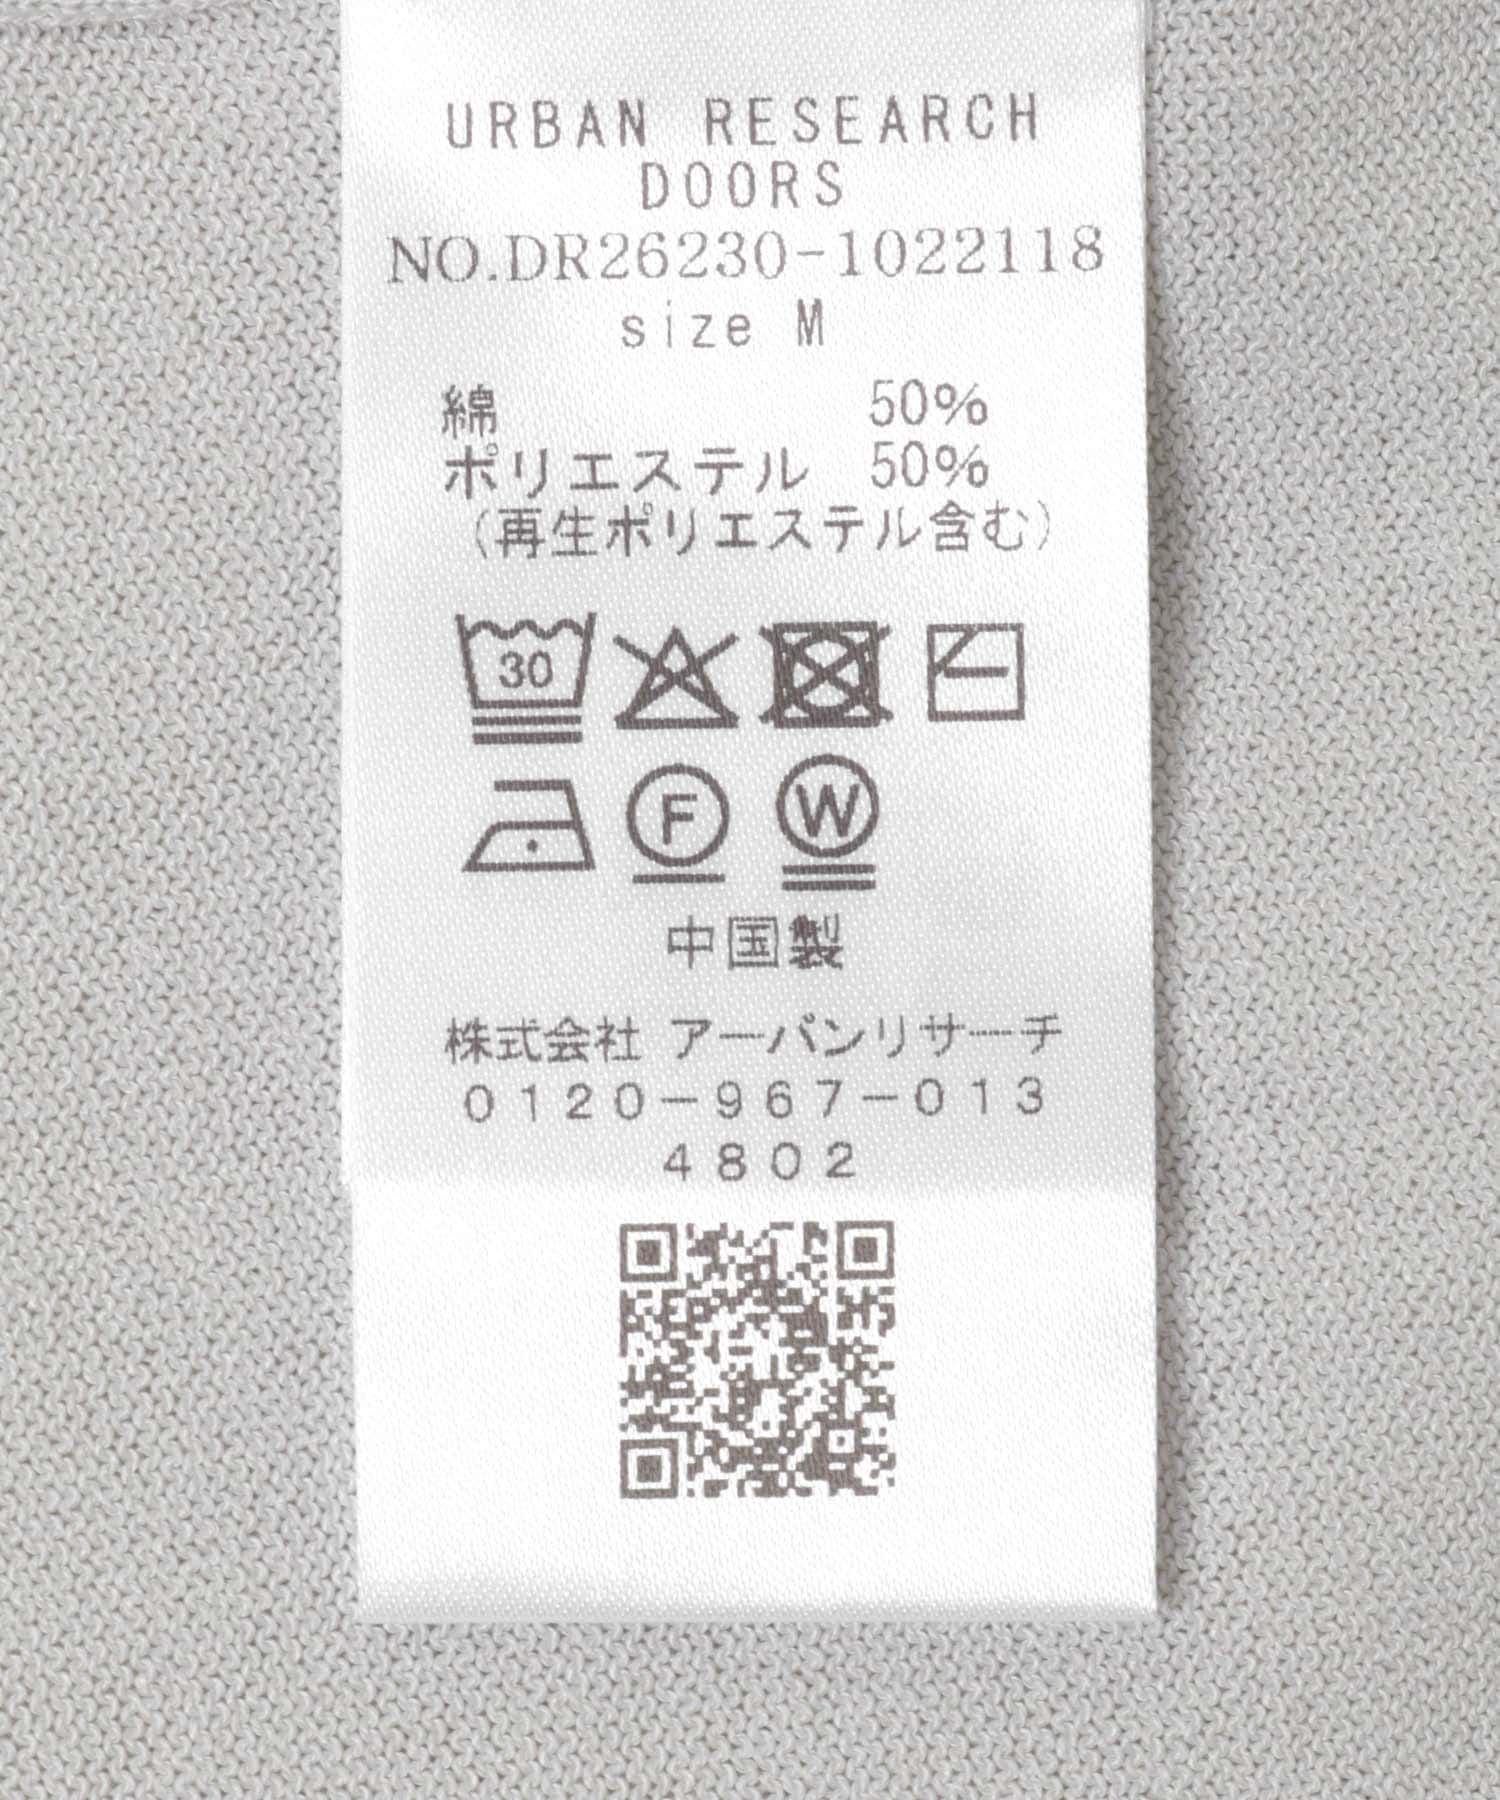 URBAN RESEARCH
DOORS
NO.DR26230-1022118
size M
綿 50%
ポリエステル 50%
(再生ポリエステル含む)
30
F
W
中国製
株式会社 アーバンリサーチ
0120-967-013
4802